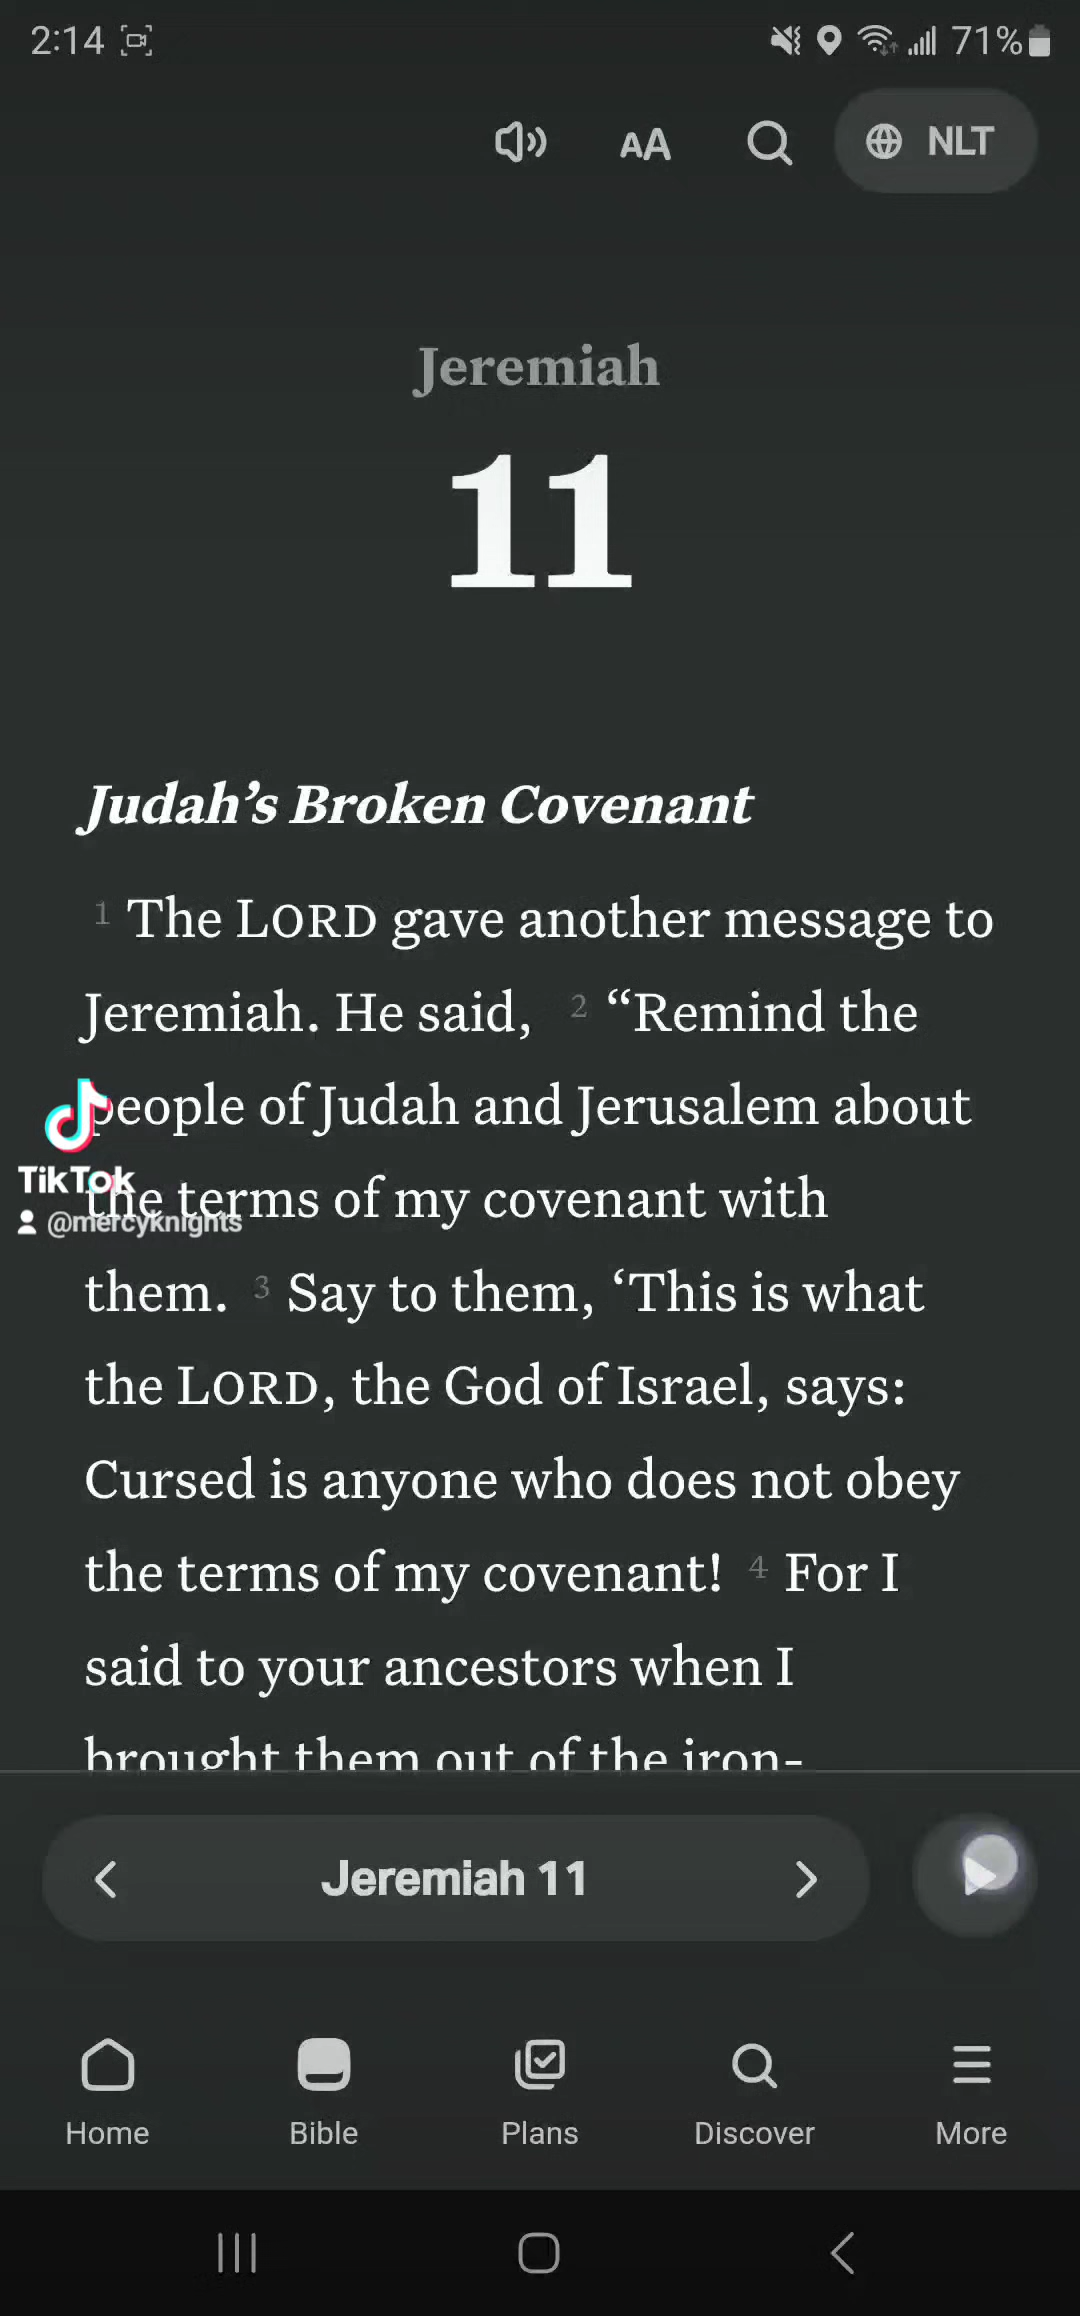 2:14
71%
NLT
Jeremiah
11
Judah’s Broken Covenant
1 The LORD gave another message to
Jeremiah. He said, 2 “Remind the
people of Judah and Jerusalem about
TikTok
the terms of my covenant with
@mercyknights
them. 3 Say to them, ‘This is what
the LORD, the God of Israel, says:
Cursed is anyone who does not obey
the terms of my covenant! 4 For I
said to your ancestors when I
brought them out of the iron-
Jeremiah 11
Home Bible Plans Discover More